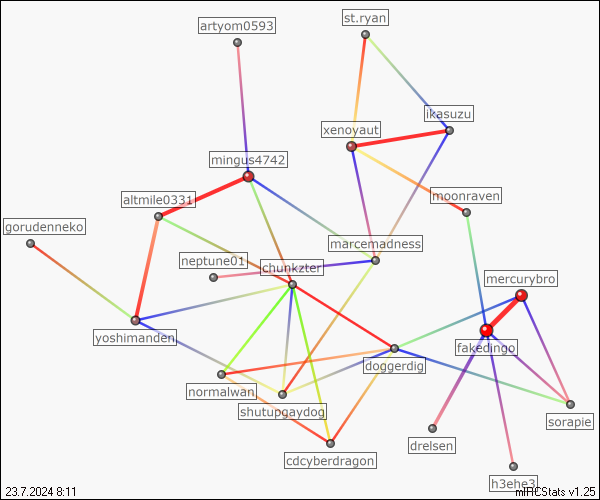 st.ryan
artyom0593
ikasuzu
xenoyaut
mingus4742
moonraven
altmile0331
gorudenneko
marcemadness
neptune01
chunkzter
mercurybro
yoshimanden
fakedingo
doggerdig
normalwan
shutupgaydog
sorapie
drelsen
cdcyberdragon
h3ehe3
23.7.2024 8:11
mIRCStats v1.25